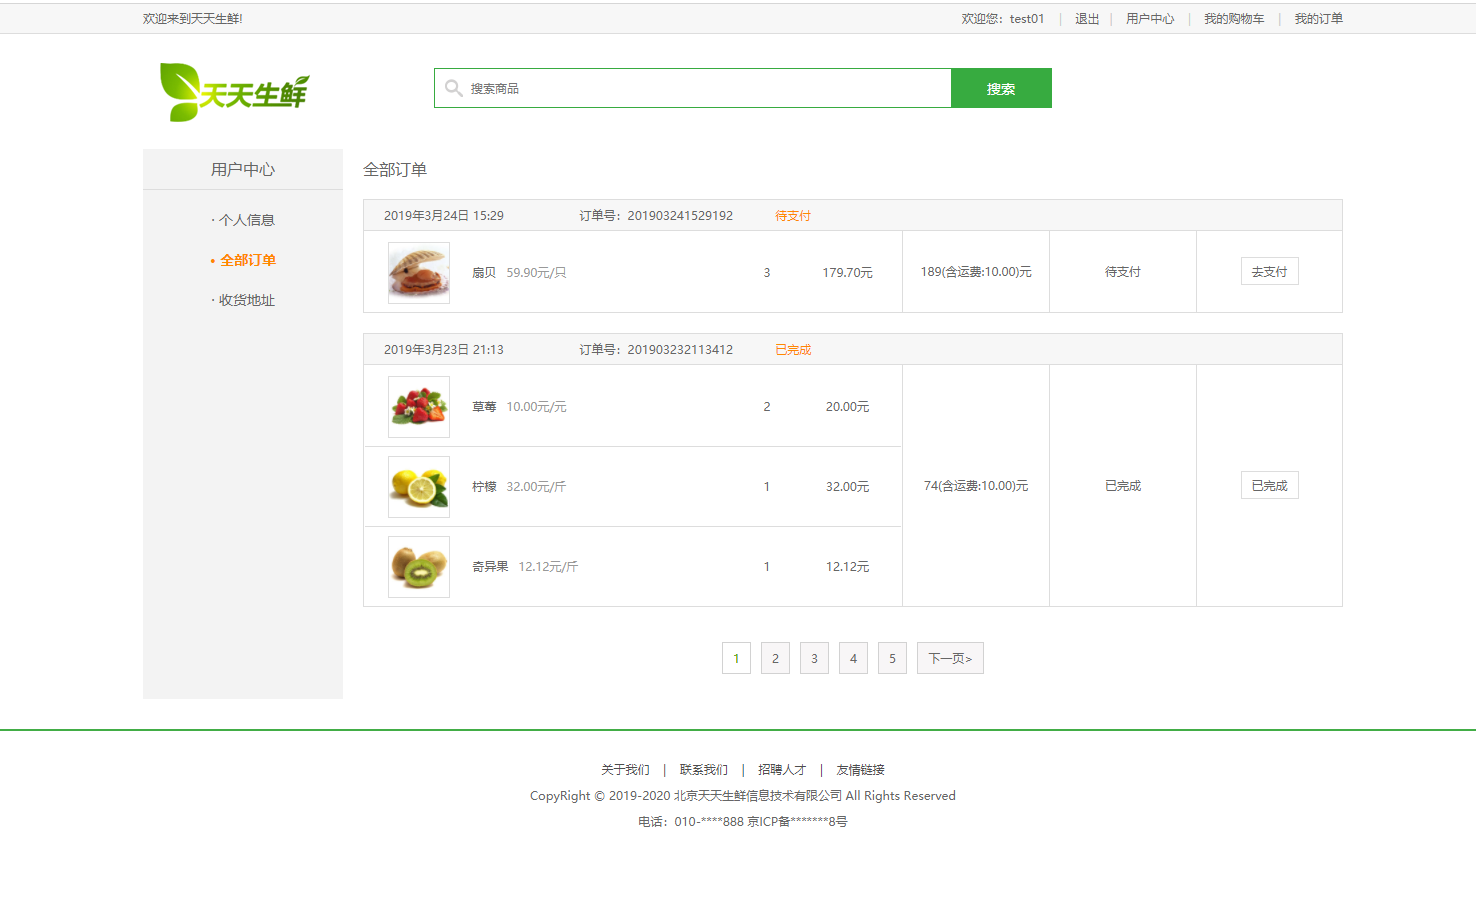 欢迎来到天天生鲜!
欢迎您：test01 | 退出 | 用户中心 | 我的购物车 | 我的订单
天天生鲜
搜索商品 搜索
用户中心
· 个人信息
· 全部订单
· 收货地址
全部订单
2019年3月24日 15:29 订单号：201903241529192 待支付
扇贝 59.90元/只 3 179.70元 189(含运费:10.00)元 待支付 去支付
2019年3月23日 21:13 订单号：201903232113412 已完成
草莓 10.00元/元 2 20.00元
柠檬 32.00元/斤 1 32.00元 74(含运费:10.00)元 已完成 已完成
奇异果 12.12元/斤 1 12.12元
1 2 3 4 5 下一页>
关于我们 | 联系我们 | 招聘人才 | 友情链接
CopyRight © 2019-2020 北京天天生鲜信息技术有限公司 All Rights Reserved
电话：010-****888 京ICP备*******8号